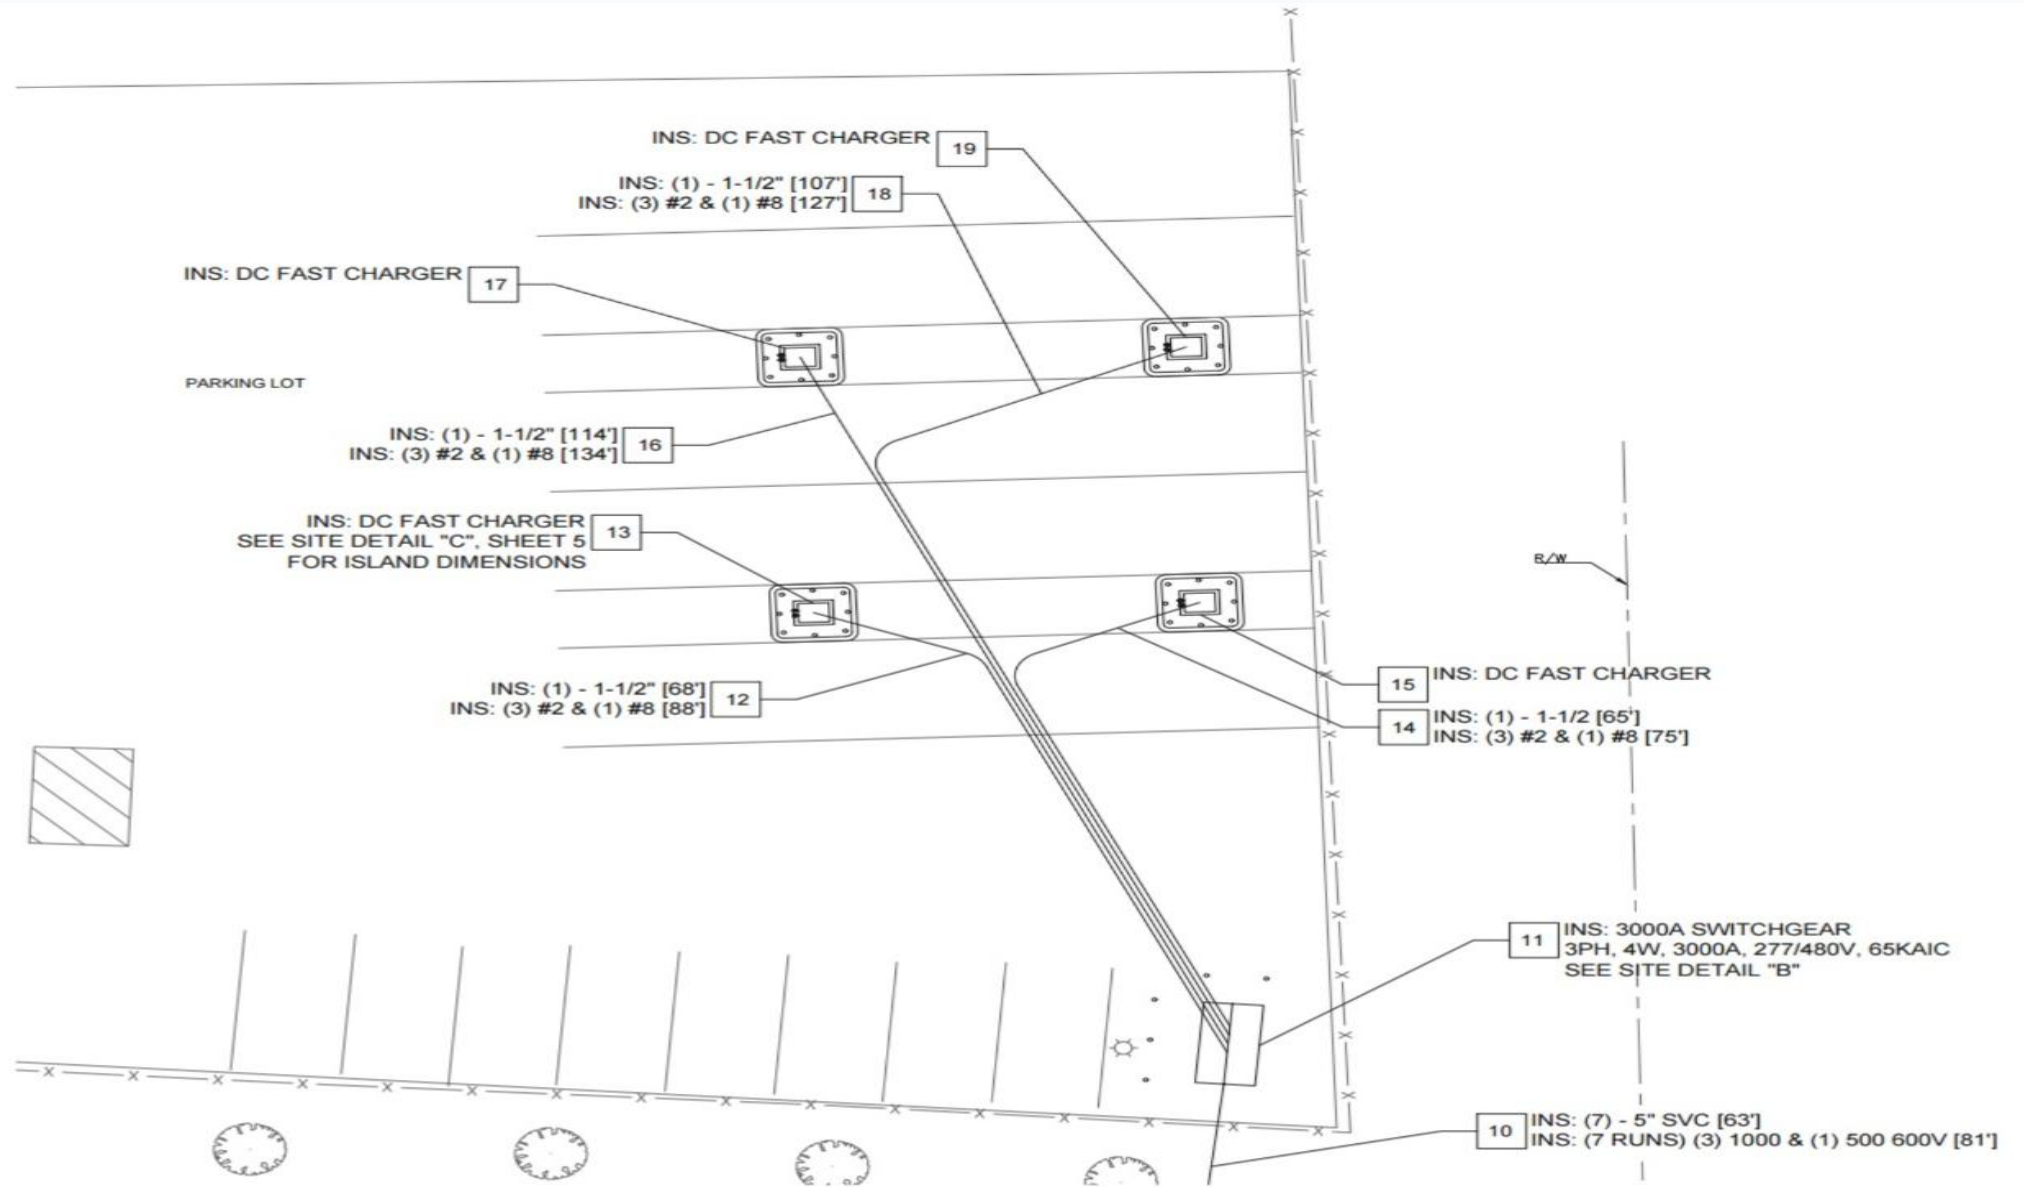 INS: DC FAST CHARGER
19
INS: (1) - 1-1/2" [107']
INS: (3) #2 & (1) #8 [127']
18
INS: DC FAST CHARGER
17
PARKING LOT
INS: (1) - 1-1/2" [114']
INS: (3) #2 & (1) #8 [134']
16
INS: DC FAST CHARGER
SEE SITE DETAIL "C", SHEET 5
FOR ISLAND DIMENSIONS
13
R/W
INS: (1) - 1-1/2" [68']
INS: (3) #2 & (1) #8 [88']
12
15
INS: DC FAST CHARGER
14
INS: (1) - 1-1/2 [65']
INS: (3) #2 & (1) #8 [75']
11
INS: 3000A SWITCHGEAR
3PH, 4W, 3000A, 277/480V, 65KAIC
SEE SITE DETAIL "B"
10
INS: (7) - 5" SVC [63']
INS: (7 RUNS) (3) 1000 & (1) 500 600V [81']